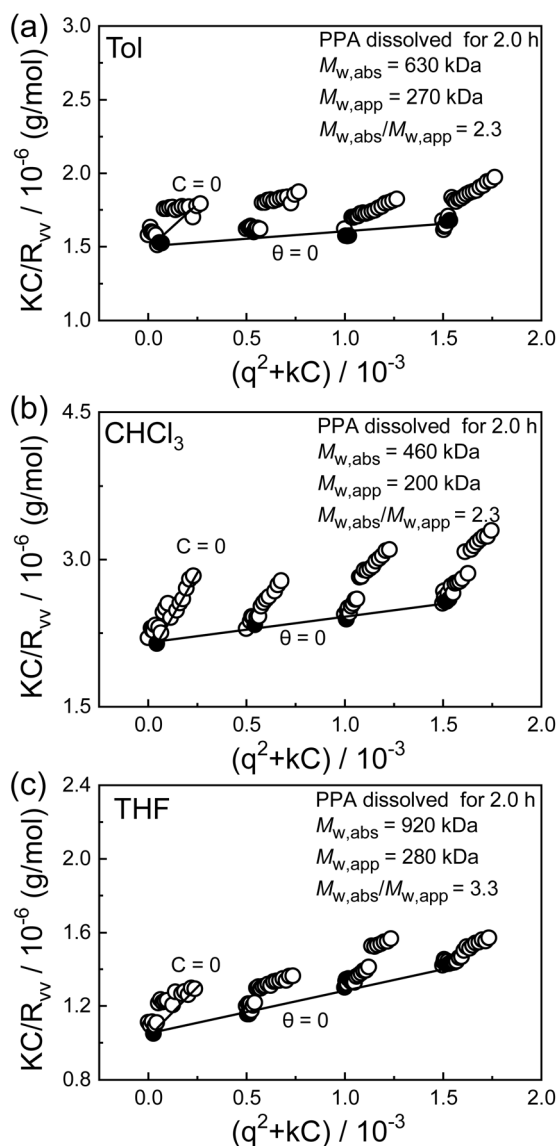 (a)
Tol
PPA dissolved for 2.0 h
M_w,abs = 630 kDa
M_w,app = 270 kDa
M_w,abs/M_w,app = 2.3
C = 0
θ = 0
KC/R_vv / 10^-6 (g/mol)
3.0
2.5
2.0
1.5
1.0
0.0 0.5 1.0 1.5 2.0
(q²+kC) / 10^-3
(b)
CHCl₃
PPA dissolved for 2.0 h
M_w,abs = 460 kDa
M_w,app = 200 kDa
M_w,abs/M_w,app = 2.3
C = 0
θ = 0
KC/R_vv / 10^-6 (g/mol)
4.5
3.0
1.5
0.0 0.5 1.0 1.5 2.0
(q²+kC) / 10^-3
(c)
THF
PPA dissolved for 2.0 h
M_w,abs = 920 kDa
M_w,app = 280 kDa
M_w,abs/M_w,app = 3.3
C = 0
θ = 0
KC/R_vv / 10^-6 (g/mol)
2.4
2.0
1.6
1.2
0.8
0.0 0.5 1.0 1.5 2.0
(q²+kC) / 10^-3